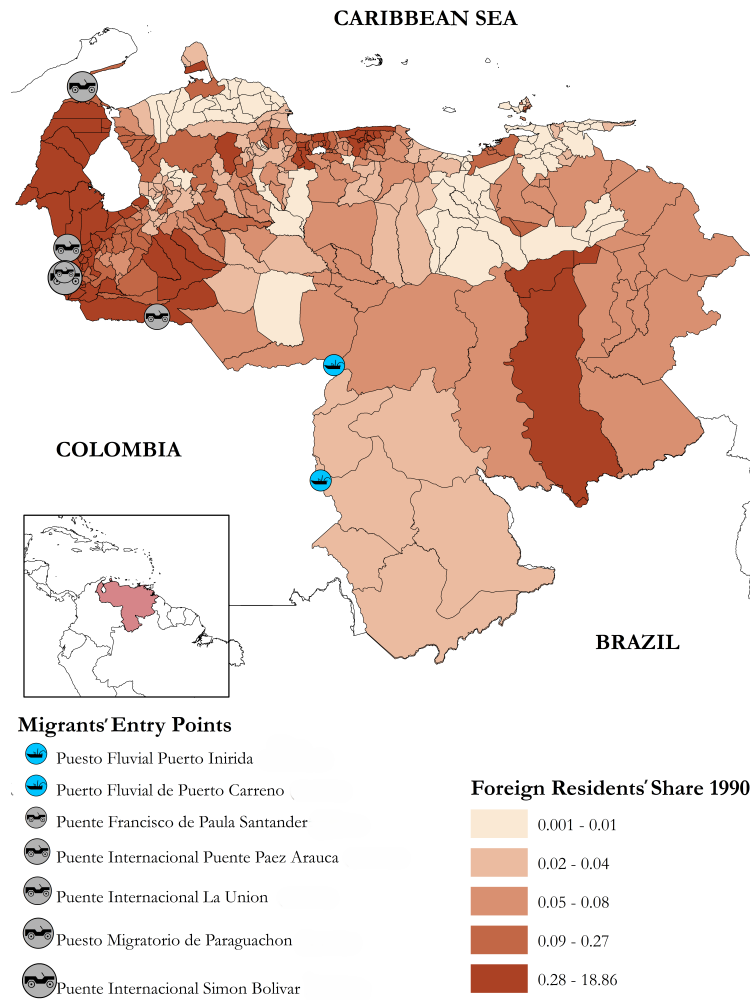 CARIBBEAN SEA
COLOMBIA
BRAZIL
Migrants' Entry Points
Puesto Fluvial Puerto Inirida
Puerto Fluvial de Puerto Carreno
Puente Francisco de Paula Santander
Puente Internacional Puente Paez Arauca
Puente Internacional La Union
Puesto Migratorio de Paraguachon
Puente Internacional Simon Bolivar
Foreign Residents' Share 1990
0.001 - 0.01
0.02 - 0.04
0.05 - 0.08
0.09 - 0.27
0.28 - 18.86